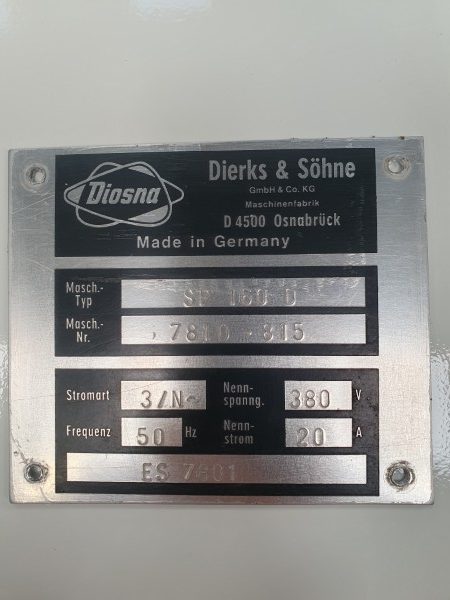 Diosna
Dierks & Söhne
GmbH & Co. KG
Maschinenfabrik
D 4500 Osnabrück
Made in Germany
Masch.-Typ SP 160 D
Masch.-Nr. 7810 - 815
Stromart 3/N~ Nenn-spanng. 380 V
Frequenz 50 Hz Nenn-strom 20 A
ES 7801